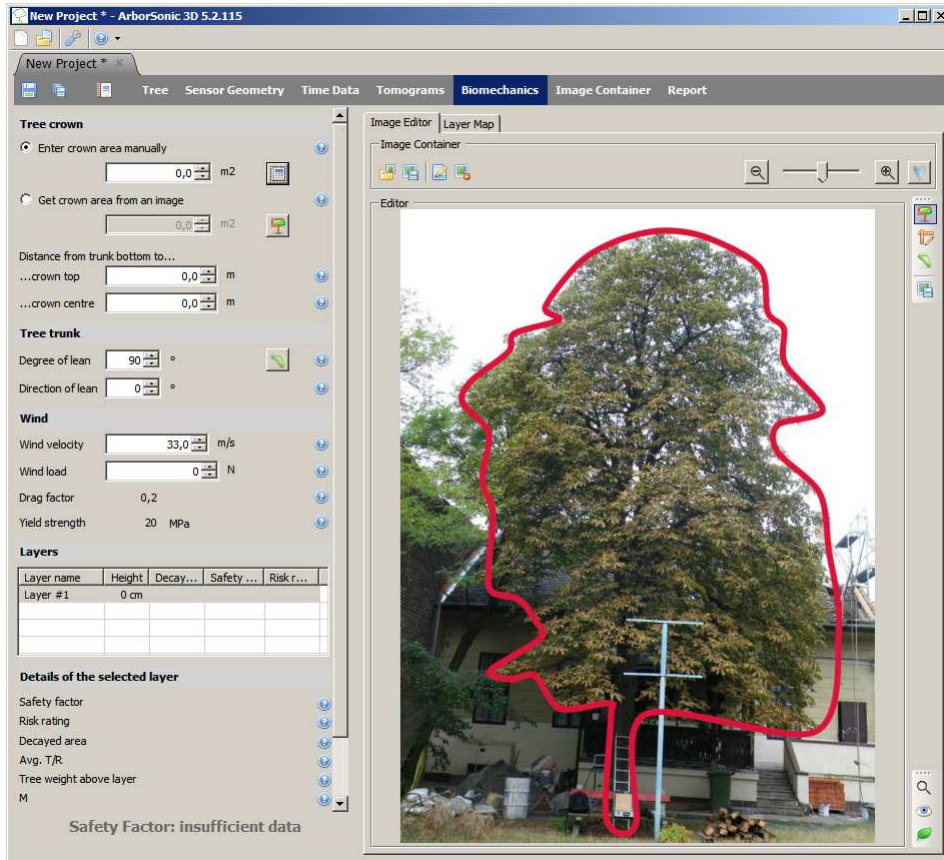 New Project * - ArborSonic 3D 5.2.115
New Project *
Tree Sensor Geometry Time Data Tomograms Biomechanics Image Container Report
Tree crown
Enter crown area manually
0,0 m2
Get crown area from an image
0,0 m2
Distance from trunk bottom to...
...crown top 0,0 m
...crown centre 0,0 m
Tree trunk
Degree of lean 90 °
Direction of lean 0 °
Wind
Wind velocity 33,0 m/s
Wind load 0 N
Drag factor 0,2
Yield strength 20 MPa
Layers
Layer name Height Decay... Safety ... Risk r...
Layer #1 0 cm
Details of the selected layer
Safety factor
Risk rating
Decayed area
Avg. T/R
Tree weight above layer
M
Safety Factor: insufficient data
Image Editor Layer Map
Image Container
Editor